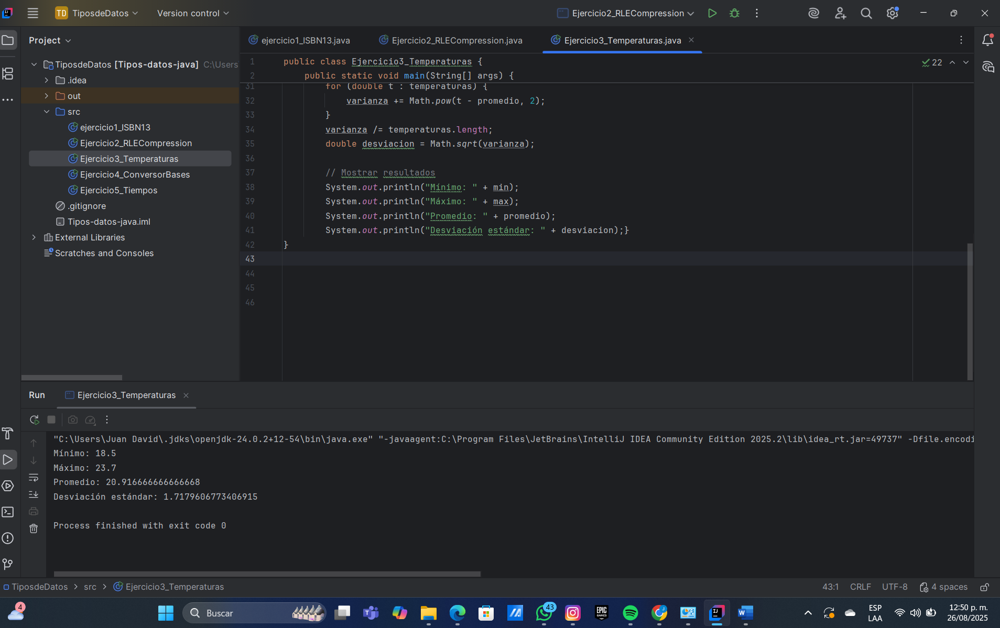 TD TiposdeDatos Version control Ejercicio2_RLECompression
Project
TiposdeDatos [Tipos-datos-java] C:\Users
.idea
out
src
ejercicio1_ISBN13
Ejercicio2_RLECompression
Ejercicio3_Temperaturas
Ejercicio4_ConversorBases
Ejercicio5_Tiempos
.gitignore
Tipos-datos-java.iml
External Libraries
Scratches and Consoles
ejercicio1_ISBN13.java Ejercicio2_RLECompression.java Ejercicio3_Temperaturas.java
22
1 public class Ejercicio3_Temperaturas {
2 public static void main(String[] args) {
31 for (double t : temperaturas) {
32 varianza += Math.pow(t - promedio, 2);
33 }
34 varianza /= temperaturas.length;
35 double desviacion = Math.sqrt(varianza);
36
37 // Mostrar resultados
38 System.out.println("Mínimo: " + min);
39 System.out.println("Máximo: " + max);
40 System.out.println("Promedio: " + promedio);
41 System.out.println("Desviación estándar: " + desviacion);}
42 }
43
44
45
46
Run Ejercicio3_Temperaturas
"C:\Users\Juan David\.jdks\openjdk-24.0.2+12-54\bin\java.exe" "-javaagent:C:\Program Files\JetBrains\IntelliJ IDEA Community Edition 2025.2\lib\idea_rt.jar=49737" -Dfile.encodi
Mínimo: 18.5
Máximo: 23.7
Promedio: 20.916666666666668
Desviación estándar: 1.7179606773406915
Process finished with exit code 0
TiposdeDatos > src > Ejercicio3_Temperaturas
43:1 CRLF UTF-8 4 spaces
4
Buscar
43
EPIC
GAMES
ESP
LAA
12:50 p. m.
26/08/2025